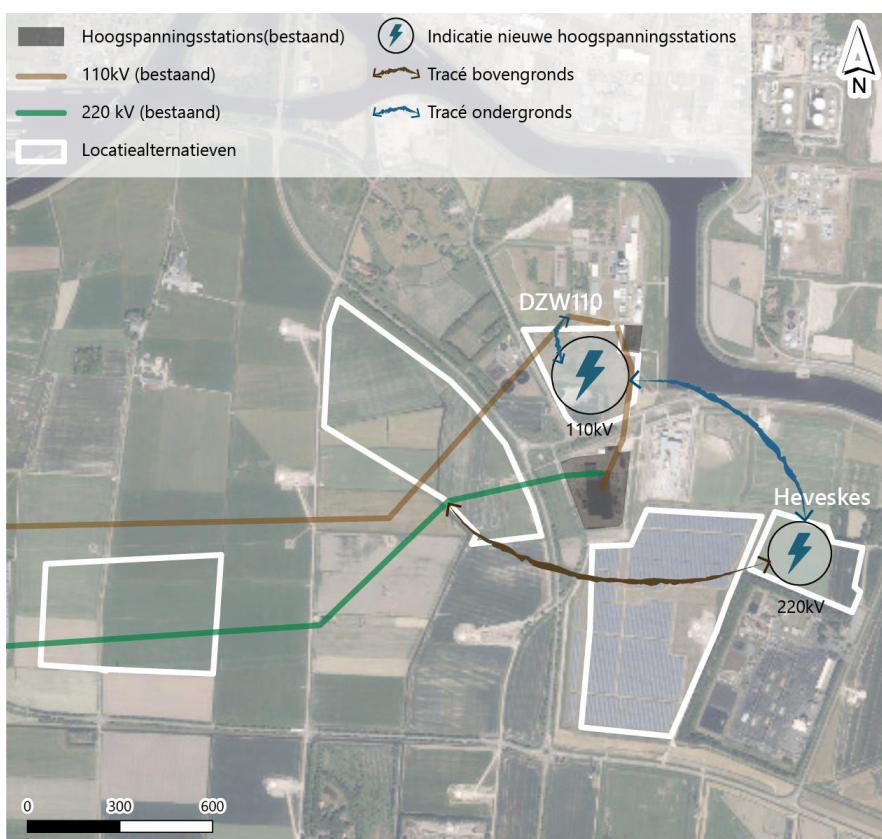 Hoogspanningsstations(bestaand)
Indicatie nieuwe hoogspanningsstations
110kV (bestaand)
Tracé bovengronds
220 kV (bestaand)
Tracé ondergronds
Locatiealternatieven
N
DZW110
110kV
Heveskes
220kV
0 300 600